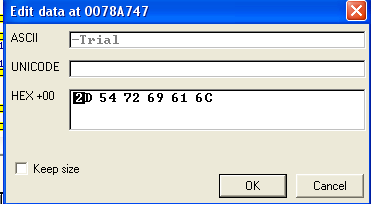 Edit data at 0078A747
ASCII
-Trial
UNICODE
HEX +00
2D 54 72 69 61 6C
Keep size
OK
Cancel